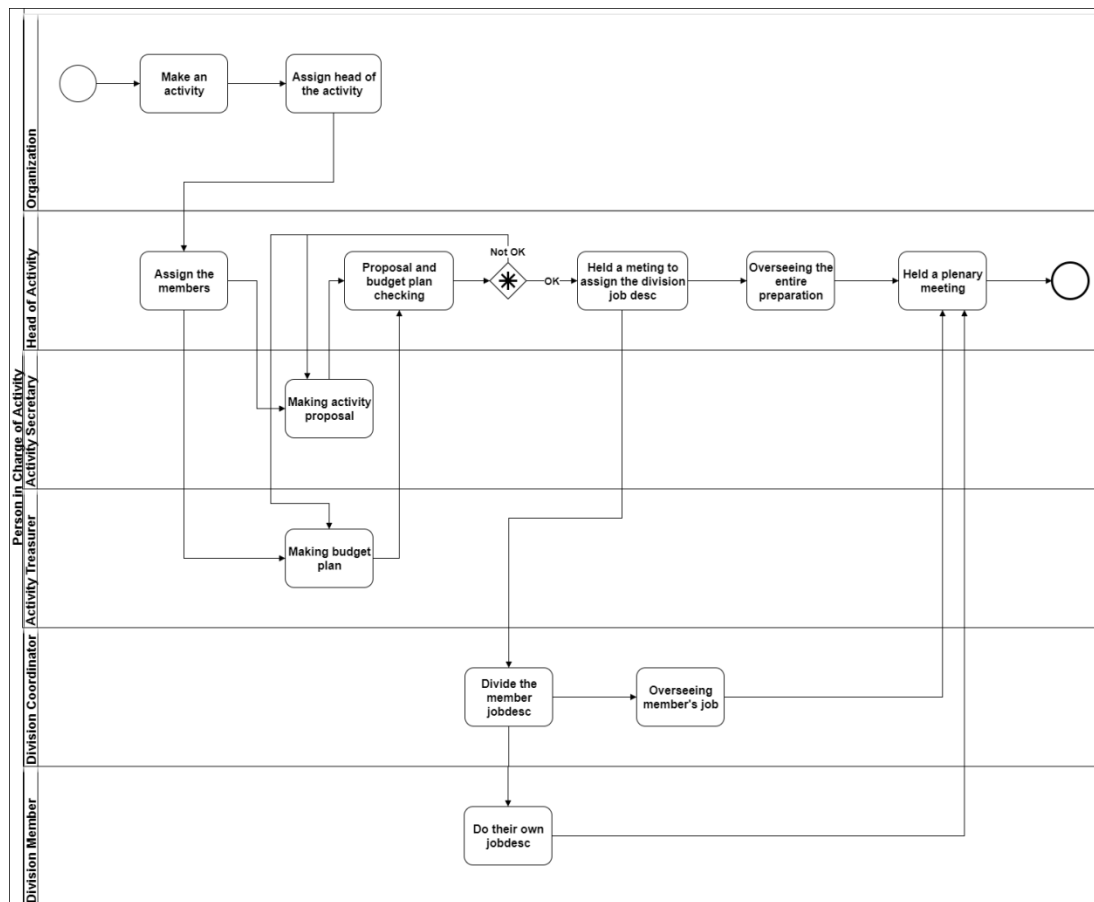 Person in Charge of Activity
Organization
Make an
activity
Assign head of
the activity
Head of Activity
Assign the
members
Proposal and
budget plan
checking
Not OK
OK
Held a meting to
assign the division
job desc
Overseeing the
entire
preparation
Held a plenary
meeting
Activity Secretary
Making activity
proposal
Activity Treasurer
Making budget
plan
Division Coordinator
Divide the
member
jobdesc
Overseeing
member's job
Division Member
Do their own
jobdesc